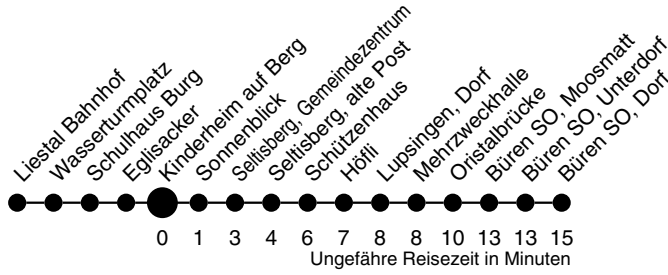 Liestal Bahnhof
Wasserturmplatz
Schulhaus Burg
Eglisacker
Kinderheim auf Berg
Sonnenblick
Seltisberg, Gemeindezentrum
Seltisberg, alte Post
Schützenhaus
Höfli
Lupsingen, Dorf
Mehrzweckhalle
Oristalbrücke
Büren SO, Moosmatt
Büren SO, Unterdorf
Büren SO, Dorf
0 1 3 4 6 7 8 8 10 13 13 15
Ungefähre Reisezeit in Minuten